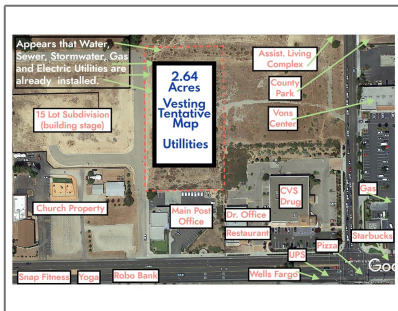 Appears that Water,
Sewer, Stormwater, Gas
and Electric Utilities are
already installed.
2.64
Acres
Vesting
Tentative
Map
Utillities
Assist. Living
Complex
County
Park
Vons
Center
15 Lot Subdivision
(building stage)
CVS
Drug
Gas
Church Property
Main Post
Office
Dr. Office
Restaurant
Starbucks
UPS
Pizza
Goo
Snap Fitness
Yoga
Robo Bank
Wells Fargo